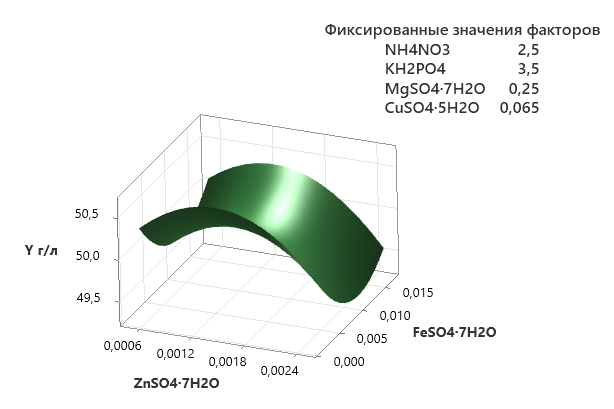 Фиксированные значения факторов
NH4NO3 2,5
KH2PO4 3,5
MgSO4·7H2O 0,25
CuSO4·5H2O 0,065
50,5
50,0
49,5
Y г/л
0,0006
0,0012
0,0018
0,0024
ZnSO4·7H2O
0,000
0,005
0,010
0,015
FeSO4·7H2O